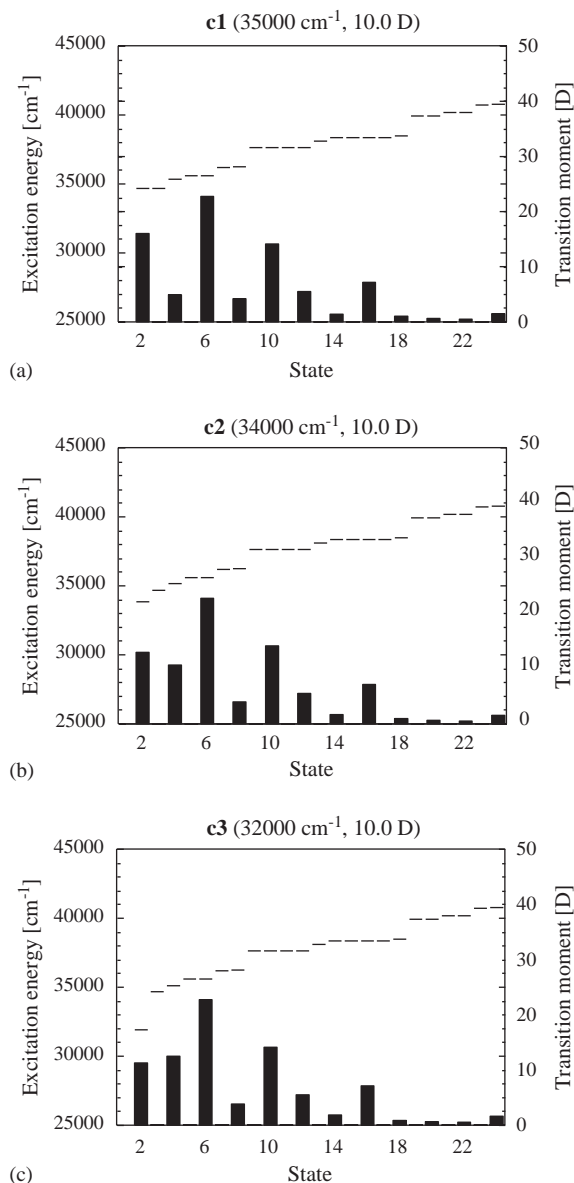 c1 (35000 cm-1, 10.0 D)
45000
40000
35000
30000
25000
Excitation energy [cm-1]
50
40
30
20
10
0
Transition moment [D]
2 6 10 14 18 22
State
(a)
c2 (34000 cm-1, 10.0 D)
45000
40000
35000
30000
25000
Excitation energy [cm-1]
50
40
30
20
10
0
Transition moment [D]
2 6 10 14 18 22
State
(b)
c3 (32000 cm-1, 10.0 D)
45000
40000
35000
30000
25000
Excitation energy [cm-1]
50
40
30
20
10
0
Transition moment [D]
2 6 10 14 18 22
State
(c)